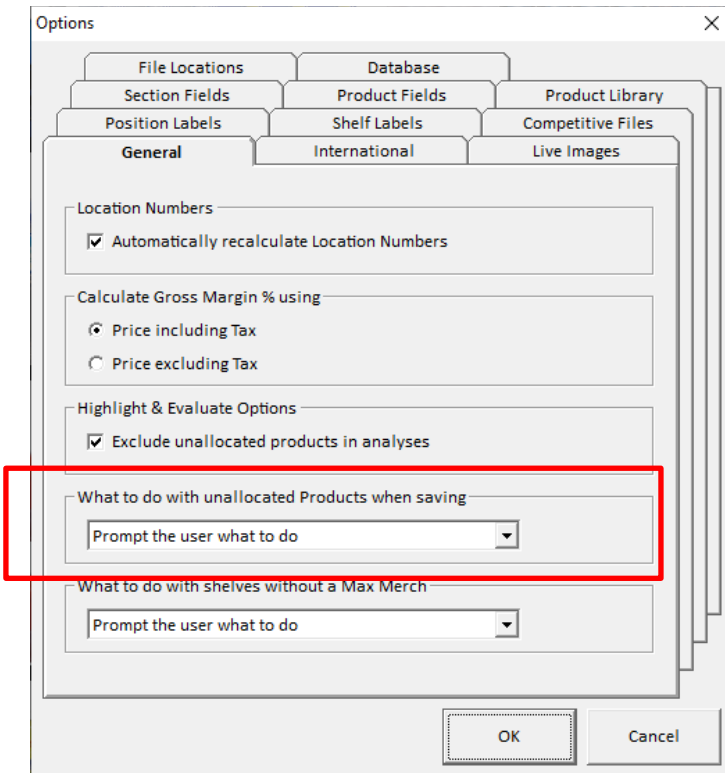 Options
File Locations Database
Section Fields Product Fields Product Library
Position Labels Shelf Labels Competitive Files
General International Live Images
Location Numbers
Automatically recalculate Location Numbers
Calculate Gross Margin % using
Price including Tax
Price excluding Tax
Highlight & Evaluate Options
Exclude unallocated products in analyses
What to do with unallocated Products when saving
Prompt the user what to do
What to do with shelves without a Max Merch
Prompt the user what to do
OK Cancel